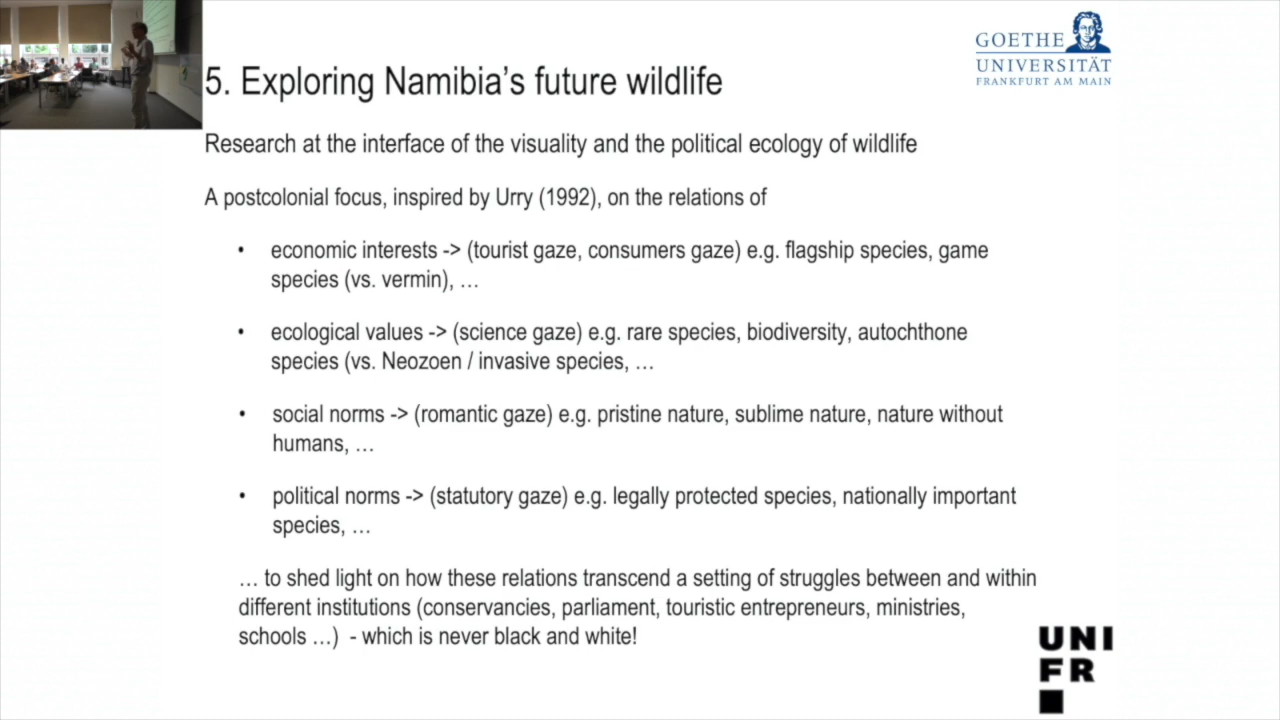 GOETHE
UNIVERSITÄT
FRANKFURT AM MAIN
5. Exploring Namibia's future wildlife
Research at the interface of the visuality and the political ecology of wildlife
A postcolonial focus, inspired by Urry (1992), on the relations of
• economic interests -> (tourist gaze, consumers gaze) e.g. flagship species, game
species (vs. vermin), …
• ecological values -> (science gaze) e.g. rare species, biodiversity, autochthone
species (vs. Neozoen / invasive species, …
• social norms -> (romantic gaze) e.g. pristine nature, sublime nature, nature without
humans, …
• political norms -> (statutory gaze) e.g. legally protected species, nationally important
species, …
… to shed light on how these relations transcend a setting of struggles between and within
different institutions (conservancies, parliament, touristic entrepreneurs, ministries,
schools …) - which is never black and white!
UNI
FR